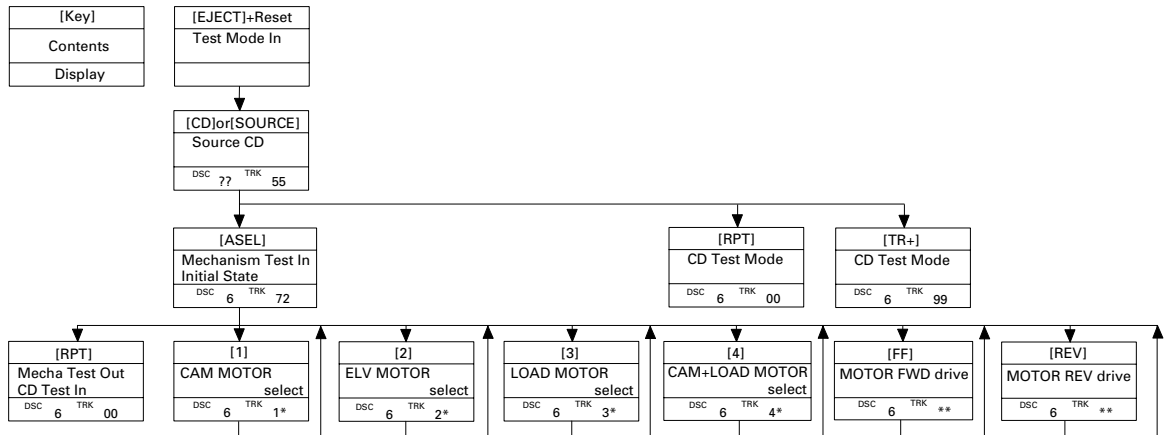 [Key]
Contents
Display
[EJECT]+Reset
Test Mode In
[CD]or[SOURCE]
Source CD
DSC ?? TRK 55
[ASEL]
Mechanism Test In
Initial State
DSC 6 TRK 72
[RPT]
CD Test Mode
DSC 6 TRK 00
[TR+]
CD Test Mode
DSC 6 TRK 99
[RPT]
Mecha Test Out
CD Test In
DSC 6 TRK 00
[1]
CAM MOTOR
select
DSC 6 TRK 1*
[2]
ELV MOTOR
select
DSC 6 TRK 2*
[3]
LOAD MOTOR
select
DSC 6 TRK 3*
[4]
CAM+LOAD MOTOR
select
DSC 6 TRK 4*
[FF]
MOTOR FWD drive
DSC 6 TRK **
[REV]
MOTOR REV drive
DSC 6 TRK **